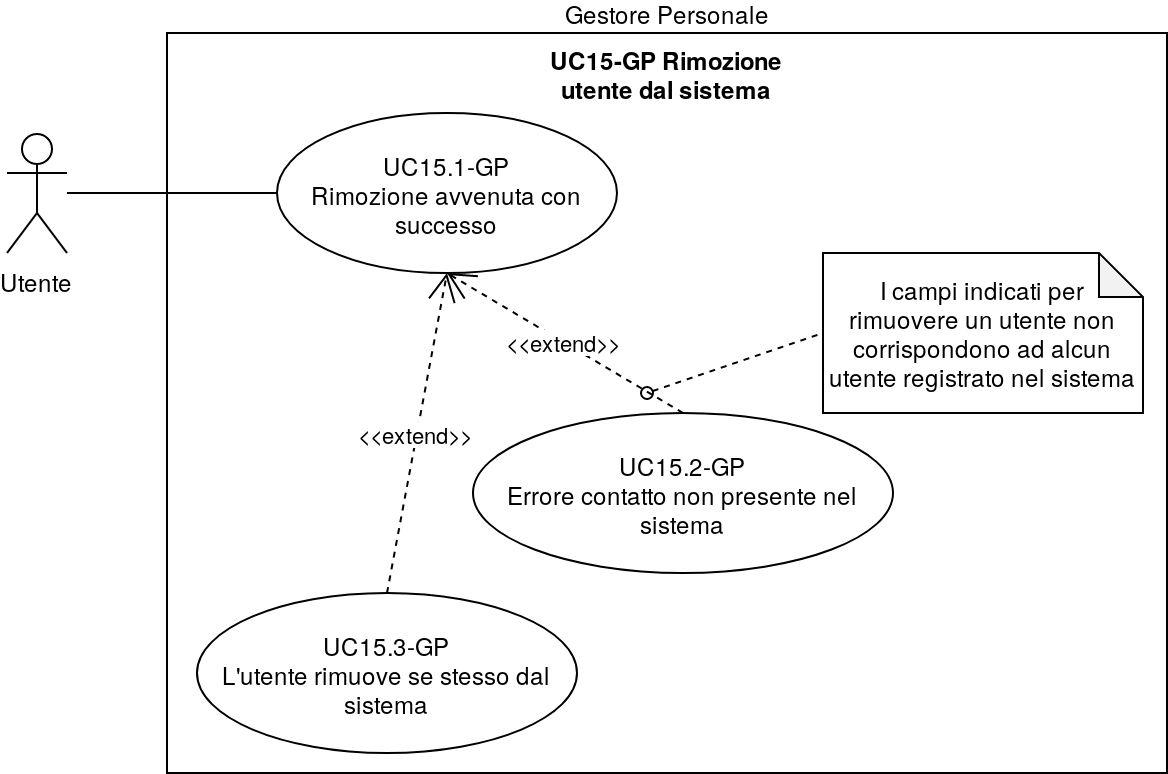 Gestore Personale
UC15-GP Rimozione
utente dal sistema
UC15.1-GP
Rimozione avvenuta con
successo
Utente
I campi indicati per
rimuovere un utente non
corrispondono ad alcun
utente registrato nel sistema
<<extend>>
<<extend>>
UC15.2-GP
Errore contatto non presente nel
sistema
UC15.3-GP
L'utente rimuove se stesso dal
sistema